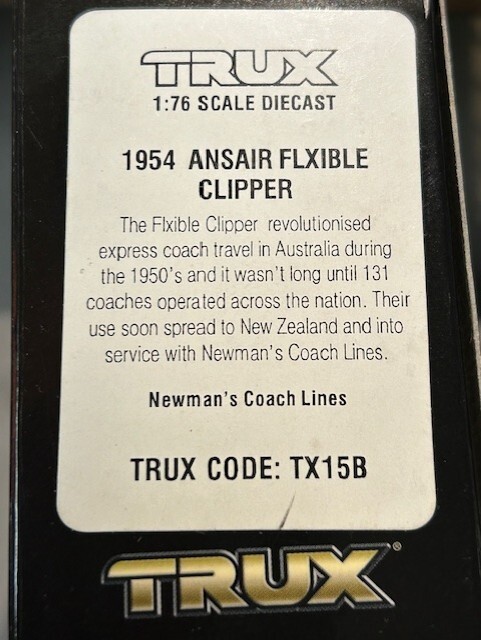 TRUX
1:76 SCALE DIECAST
1954 ANSAIR FLXIBLE
CLIPPER
The Flxible Clipper revolutionised
express coach travel in Australia during
the 1950's and it wasn't long until 131
coaches operated across the nation. Their
use soon spread to New Zealand and into
service with Newman's Coach Lines.
Newman's Coach Lines
TRUX CODE: TX15B
TRUX®